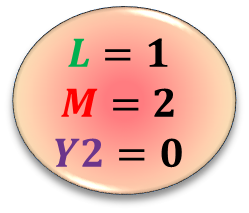 L = 1
M = 2
Y2 = 0